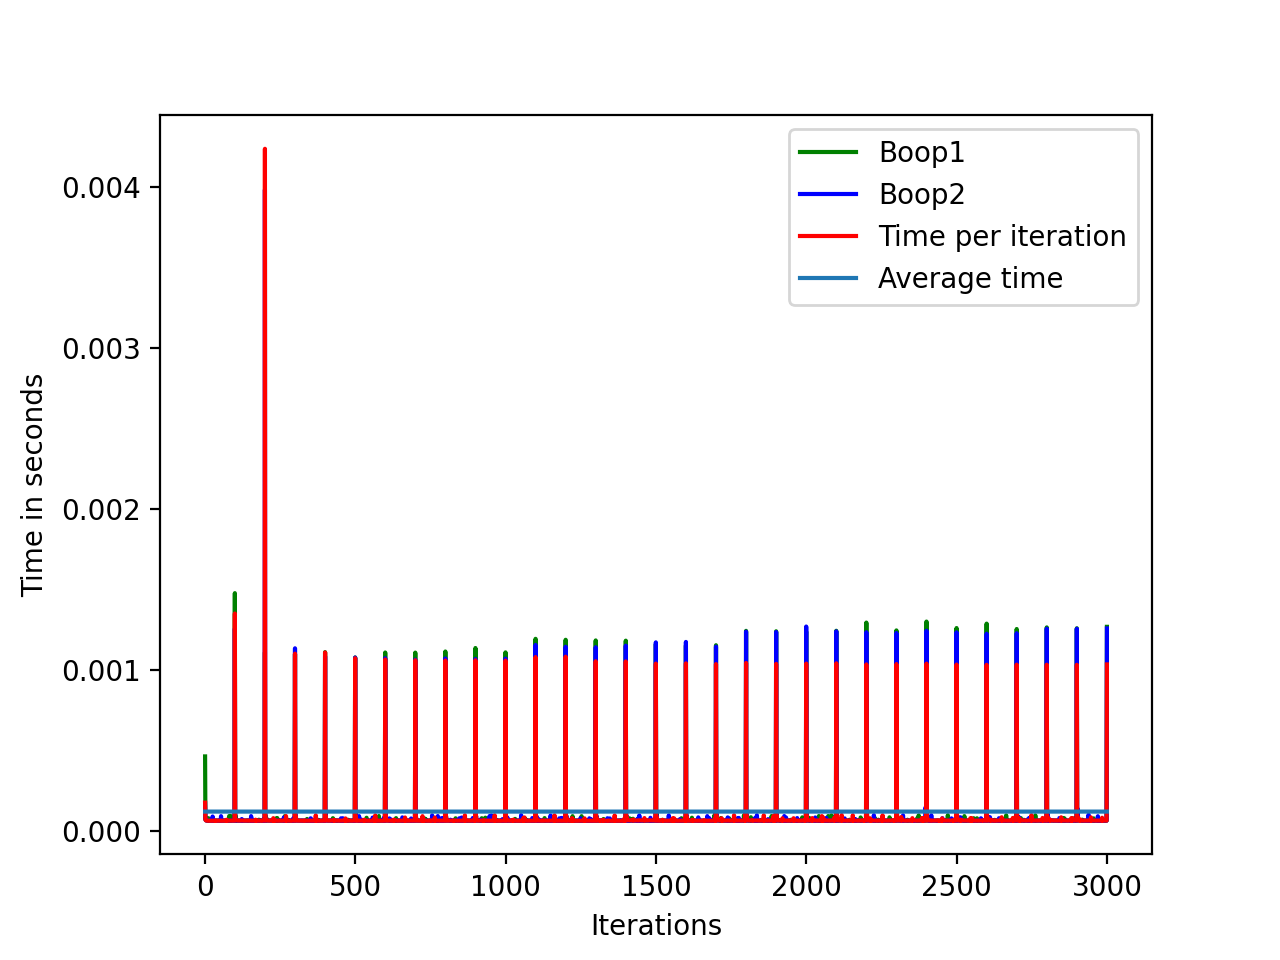 Boop1
Boop2
Time per iteration
Average time
0.004
0.003
0.002
0.001
0.000
Time in seconds
0 500 1000 1500 2000 2500 3000
Iterations